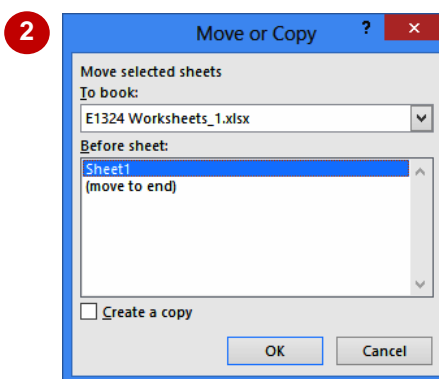 2
Move or Copy ? ×
Move selected sheets
To book:
E1324 Worksheets_1.xlsx
Before sheet:
Sheet1
(move to end)
Create a copy
OK Cancel